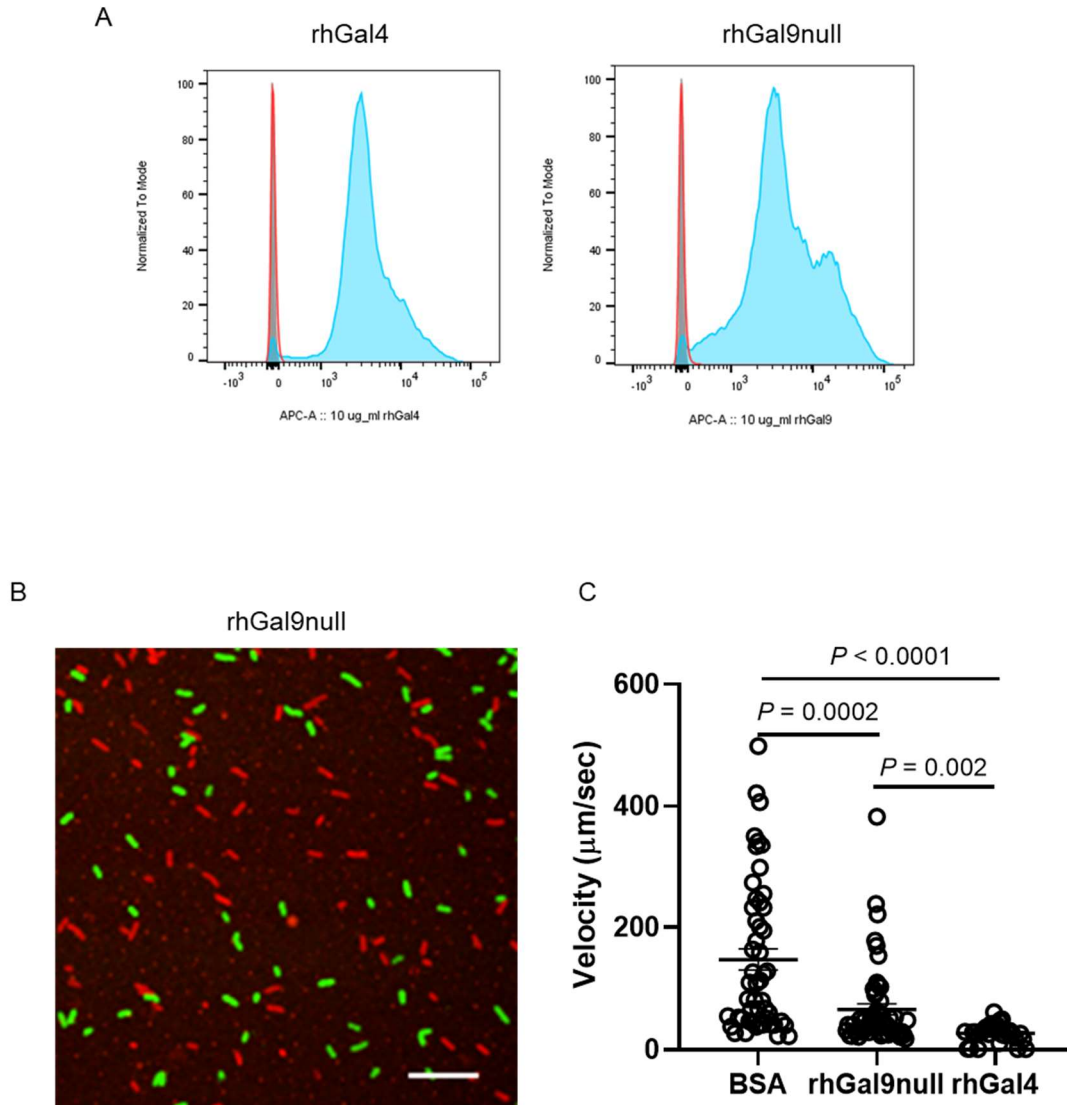 A
rhGal4
rhGal9null
Normalized To Mode
100
80
60
40
20
0
-10³ 0 10³ 10⁴ 10⁵
APC-A :: 10 ug_ml rhGal4
Normalized To Mode
100
80
60
40
20
0
-10³ 0 10³ 10⁴ 10⁵
APC-A :: 10 ug_ml rhGal9
B
rhGal9null
C
Velocity (μm/sec)
600
400
200
0
P < 0.0001
P = 0.0002
P = 0.002
BSA rhGal9null rhGal4